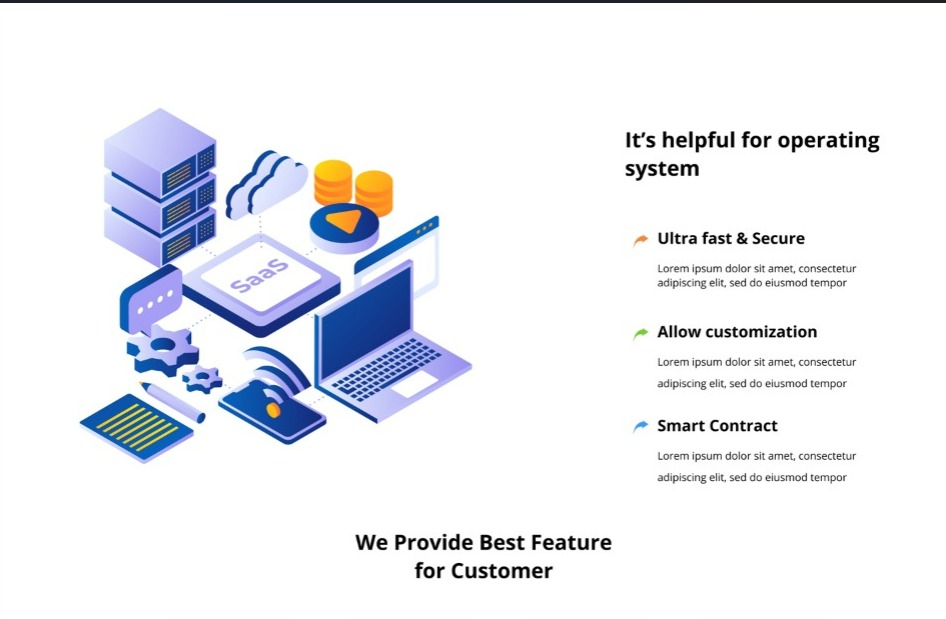 SaaS
It’s helpful for operating
system
Ultra fast & Secure
Lorem ipsum dolor sit amet, consectetur
adipiscing elit, sed do eiusmod tempor
Allow customization
Lorem ipsum dolor sit amet, consectetur
adipiscing elit, sed do eiusmod tempor
Smart Contract
Lorem ipsum dolor sit amet, consectetur
adipiscing elit, sed do eiusmod tempor
We Provide Best Feature
for Customer